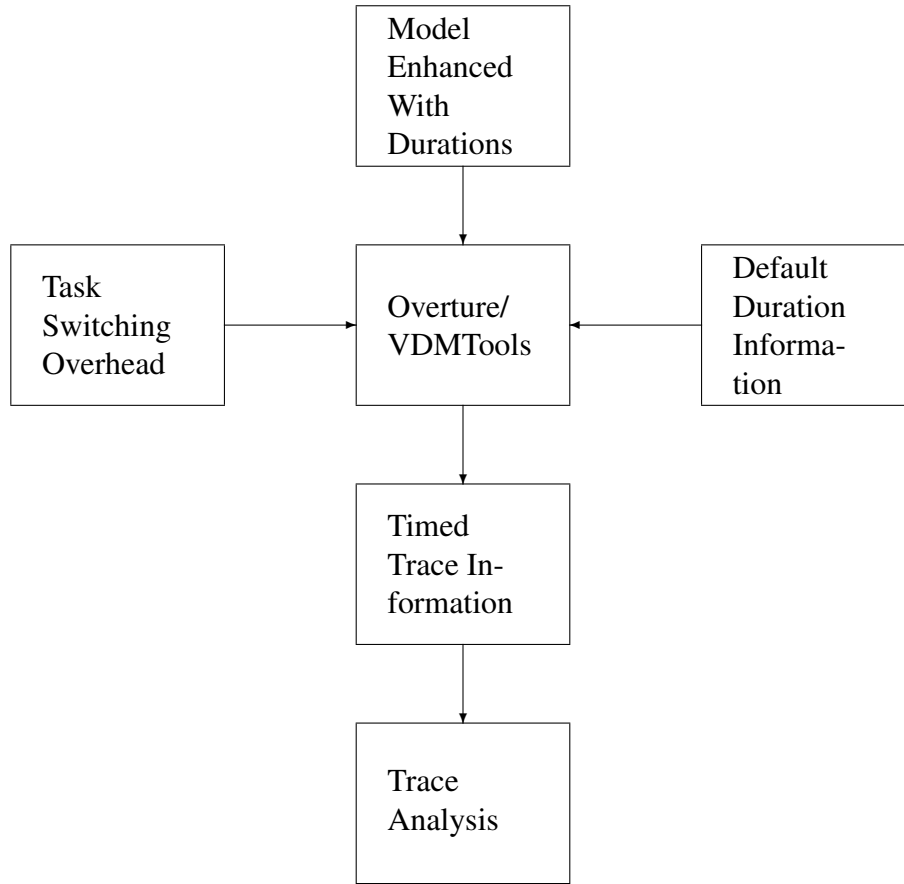 Model
Enhanced
With
Durations
Task
Switching
Overhead
Overture/
VDMTools
Default
Duration
Informa-
tion
Timed
Trace In-
formation
Trace
Analysis